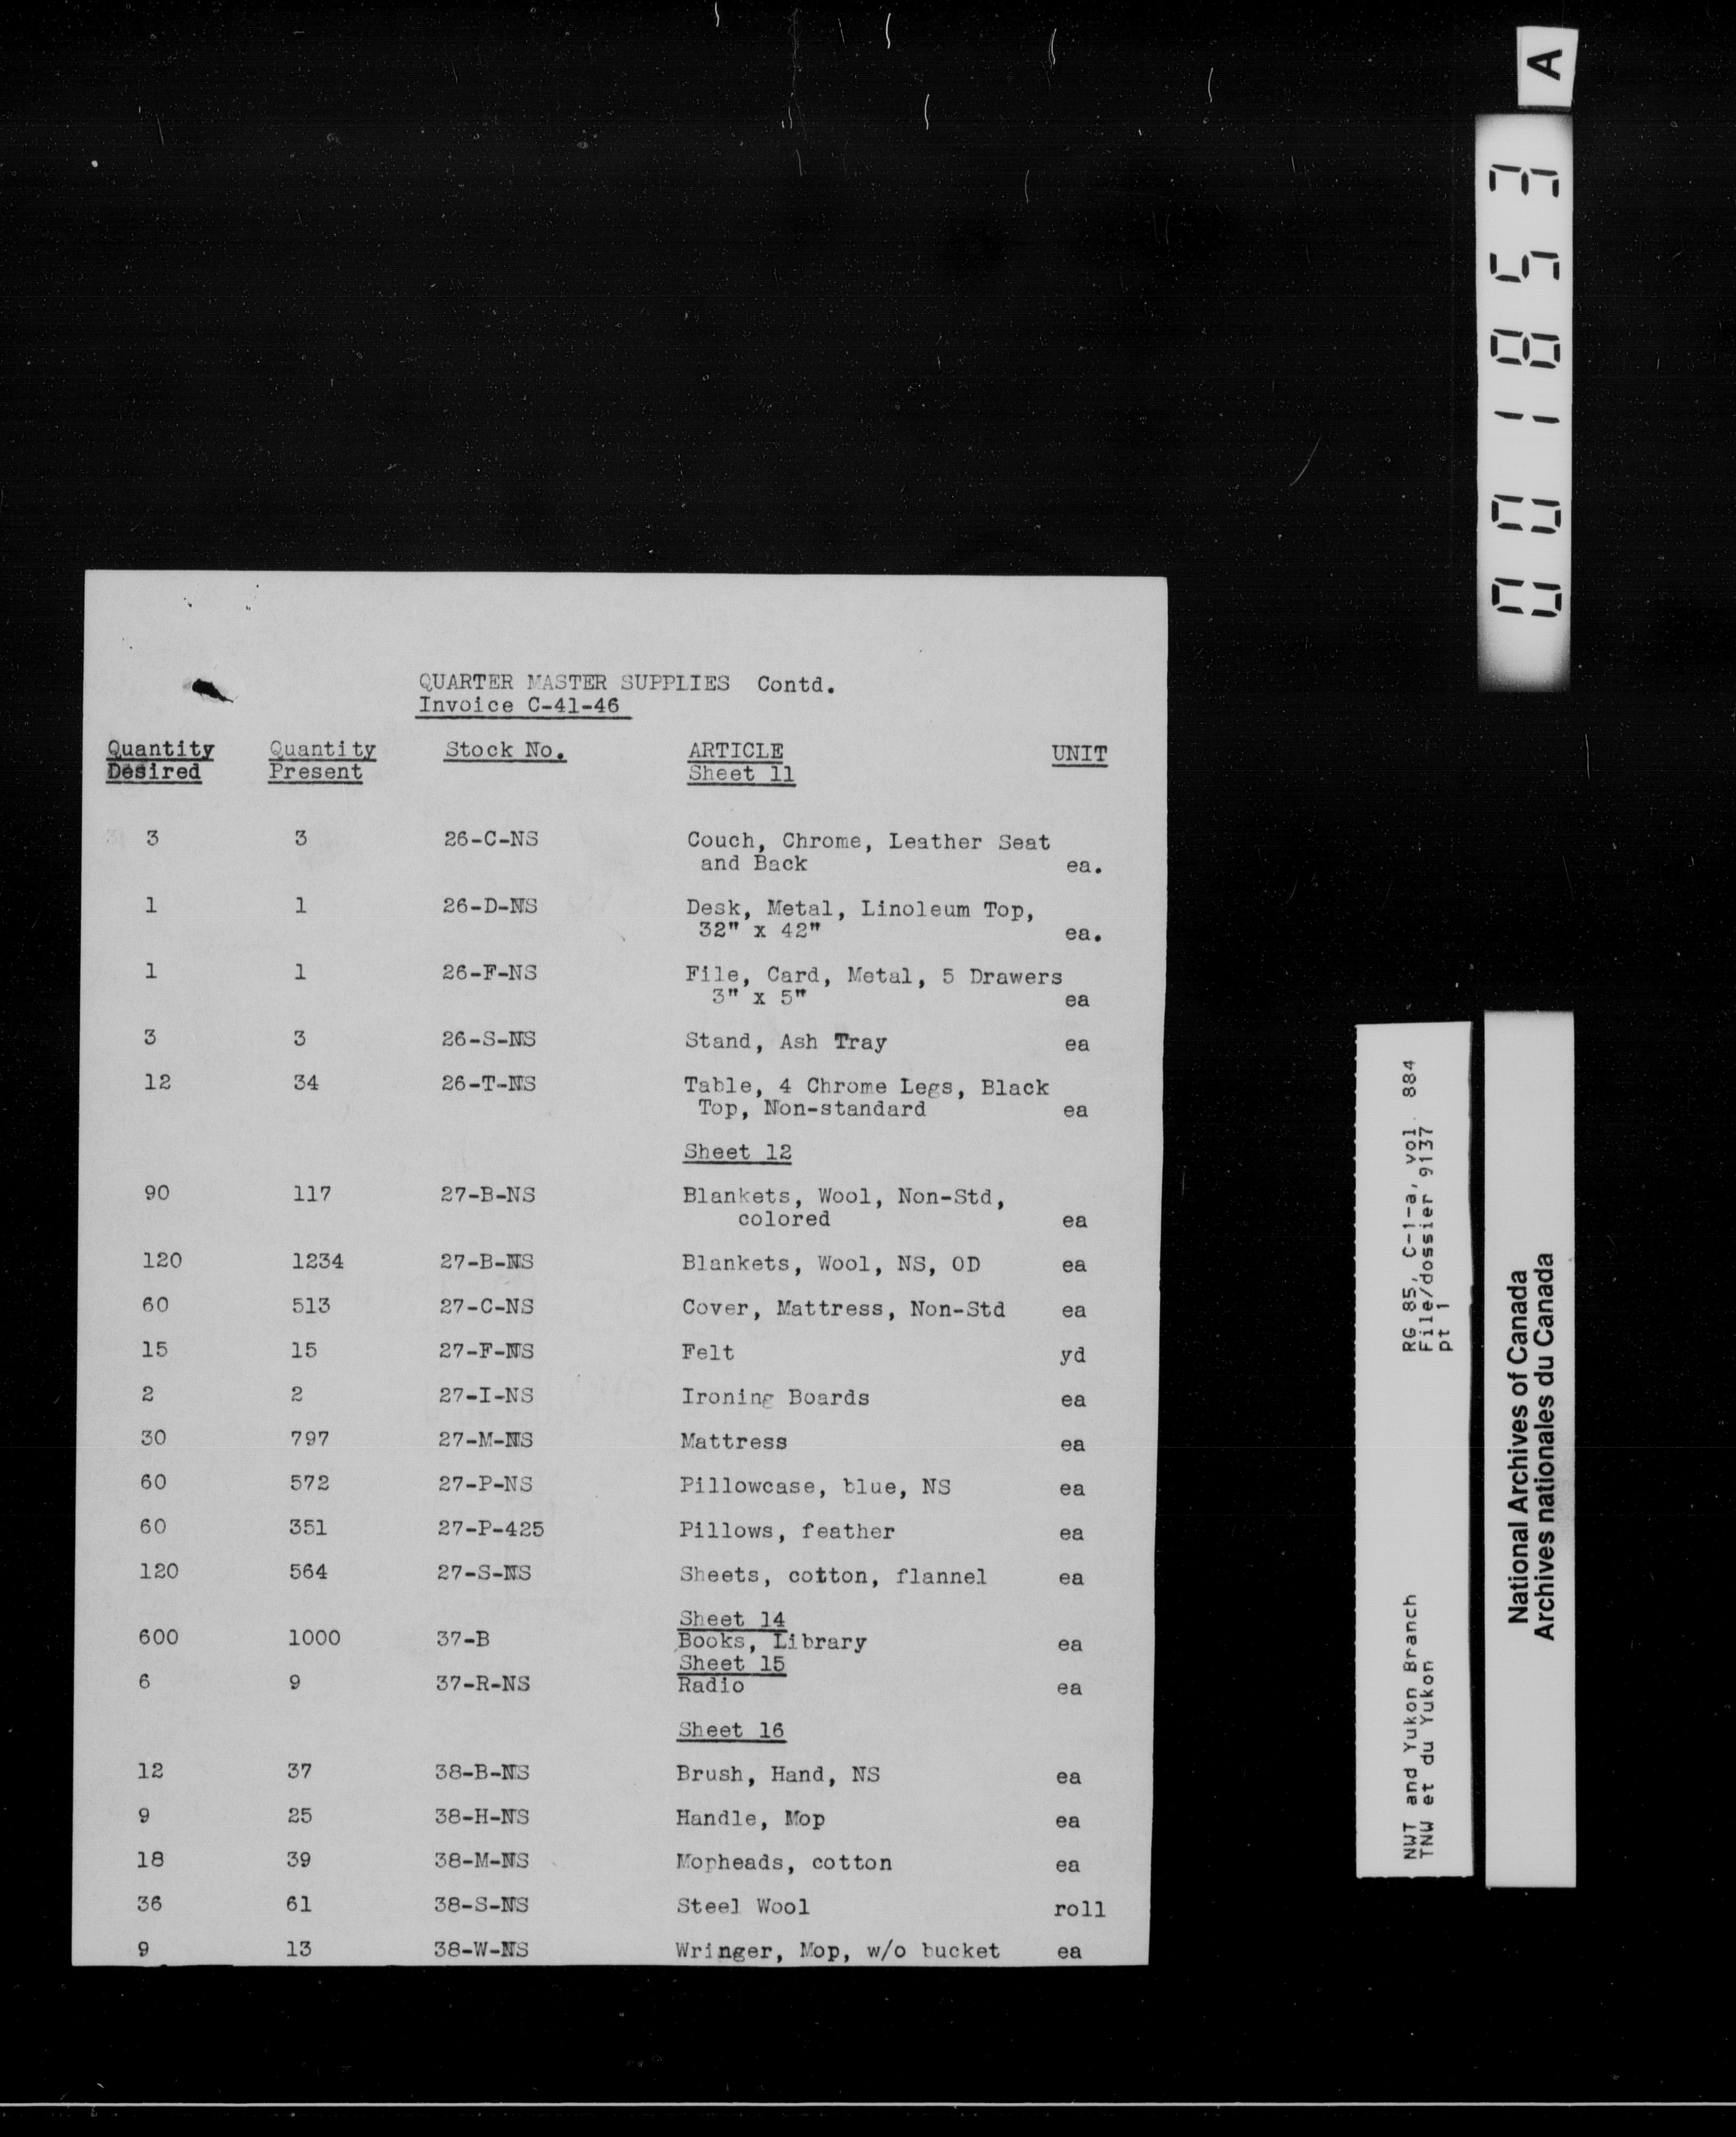 QUARTER MASTER SUPPLIES Contd.
Invoice C-41-46
Quantity Desired Quantity Present Stock No. ARTICLE UNIT
Sheet 11
3 3 26-C-NS Couch, Chrome, Leather Seat
and Back ea.
1 1 26-D-NS Desk, Metal, Linoleum Top,
32" x 42" ea.
1 1 26-F-NS File, Card, Metal, 5 Drawers
3" x 5" ea
3 3 26-S-NS Stand, Ash Tray ea
12 34 26-T-NS Table, 4 Chrome Legs, Black
Top, Non-standard ea
Sheet 12
90 117 27-B-NS Blankets, Wool, Non-Std,
colored ea
120 1234 27-B-NS Blankets, Wool, NS, OD ea
60 513 27-C-NS Cover, Mattress, Non-Std ea
15 15 27-F-NS Felt yd
2 2 27-I-NS Ironing Boards ea
30 797 27-M-NS Mattress ea
60 572 27-P-NS Pillowcase, blue, NS ea
60 351 27-P-425 Pillows, feather ea
120 564 27-S-NS Sheets, cotton, flannel ea
Sheet 14
600 1000 37-B Books, Library ea
Sheet 15
6 9 37-R-NS Radio ea
Sheet 16
12 37 38-B-NS Brush, Hand, NS ea
9 25 38-H-NS Handle, Mop ea
18 39 38-M-NS Mopheads, cotton ea
36 61 38-S-NS Steel Wool roll
9 13 38-W-NS Wringer, Mop, w/o bucket ea
001853 A
NWT and Yukon Branch RG 85, C-1-a, vol. 884
TNW et du Yukon File/dossier 9137
pt 1
National Archives of Canada
Archives nationales du Canada